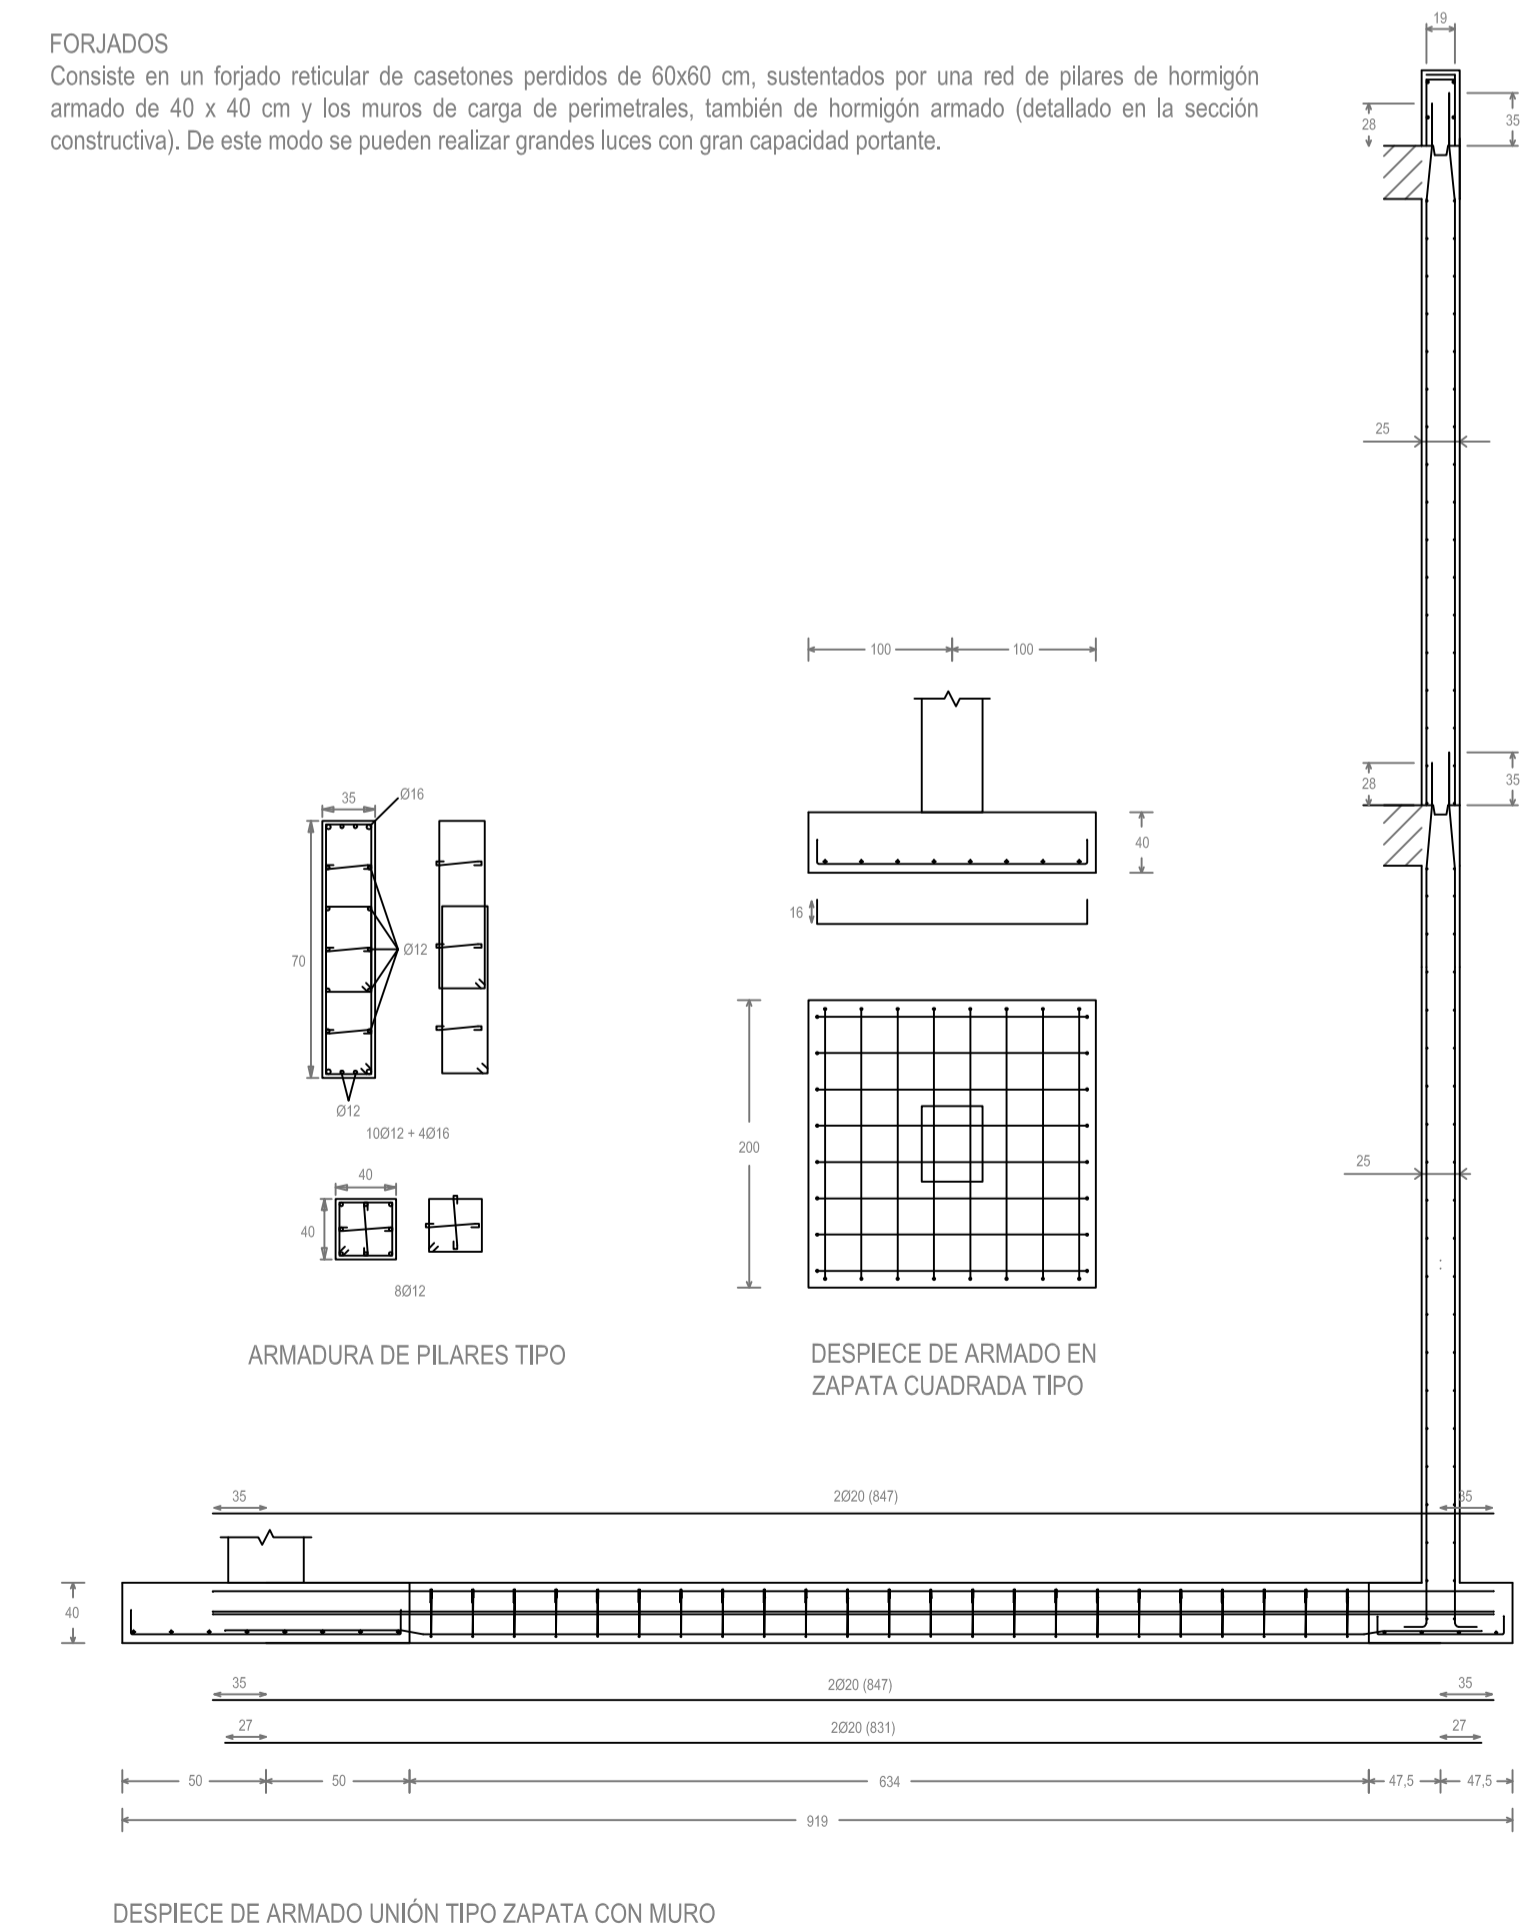 FORJADOS
Consiste en un forjado reticular de casetones perdidos de 60x60 cm, sustentados por una red de pilares de hormigón
armado de 40 x 40 cm y los muros de carga de perimetrales, también de hormigón armado (detallado en la sección
constructiva). De este modo se pueden realizar grandes luces con gran capacidad portante.
19
28
35
25
28
35
25
100
100
40
16
200
35
Ø16
70
Ø12
Ø12
10Ø12 + 4Ø16
40
40
8Ø12
ARMADURA DE PILARES TIPO
DESPIECE DE ARMADO EN
ZAPATA CUADRADA TIPO
35
2Ø20 (847)
35
40
35
2Ø20 (847)
35
27
2Ø20 (831)
27
50
50
634
47,5
47,5
919
DESPIECE DE ARMADO UNIÓN TIPO ZAPATA CON MURO